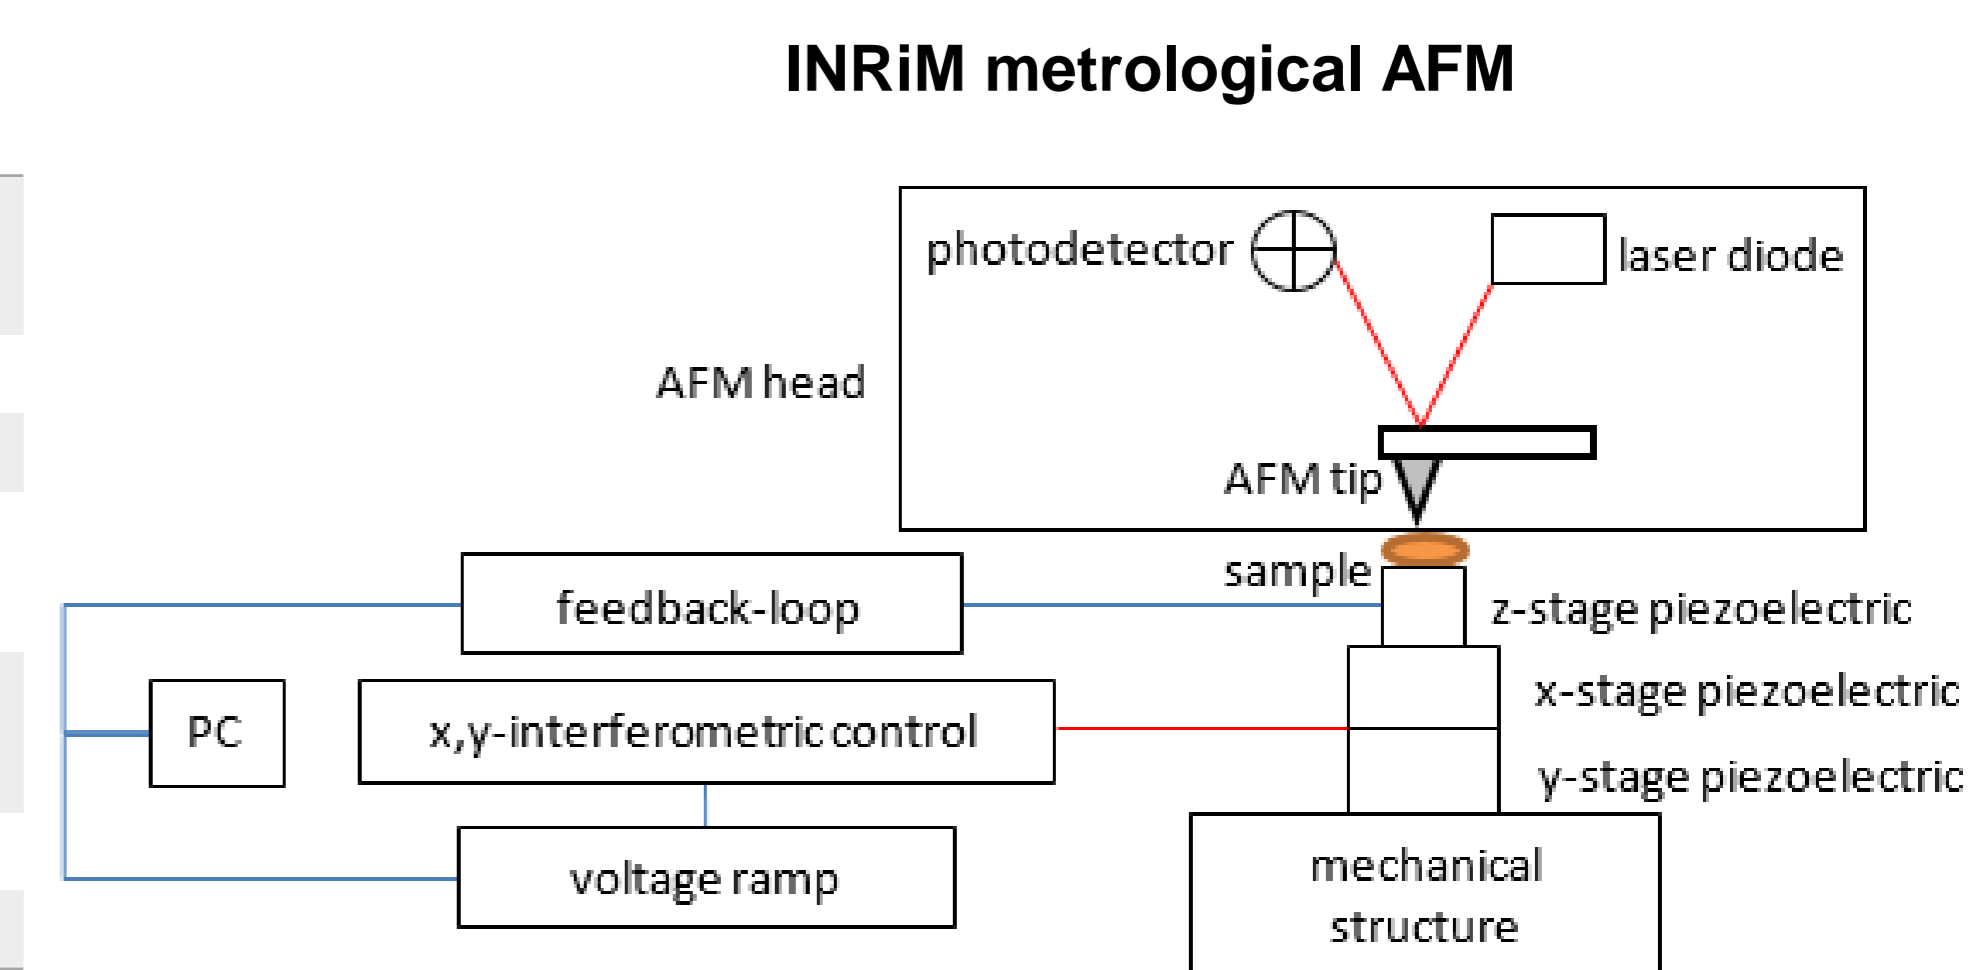 INRiM metrological AFM
photodetector
laser diode
AFM head
AFM tip
sample
feedback-loop
z-stage piezoelectric
x-stage piezoelectric
PC
x,y-interferometric control
y-stage piezoelectric
voltage ramp
mechanical
structure